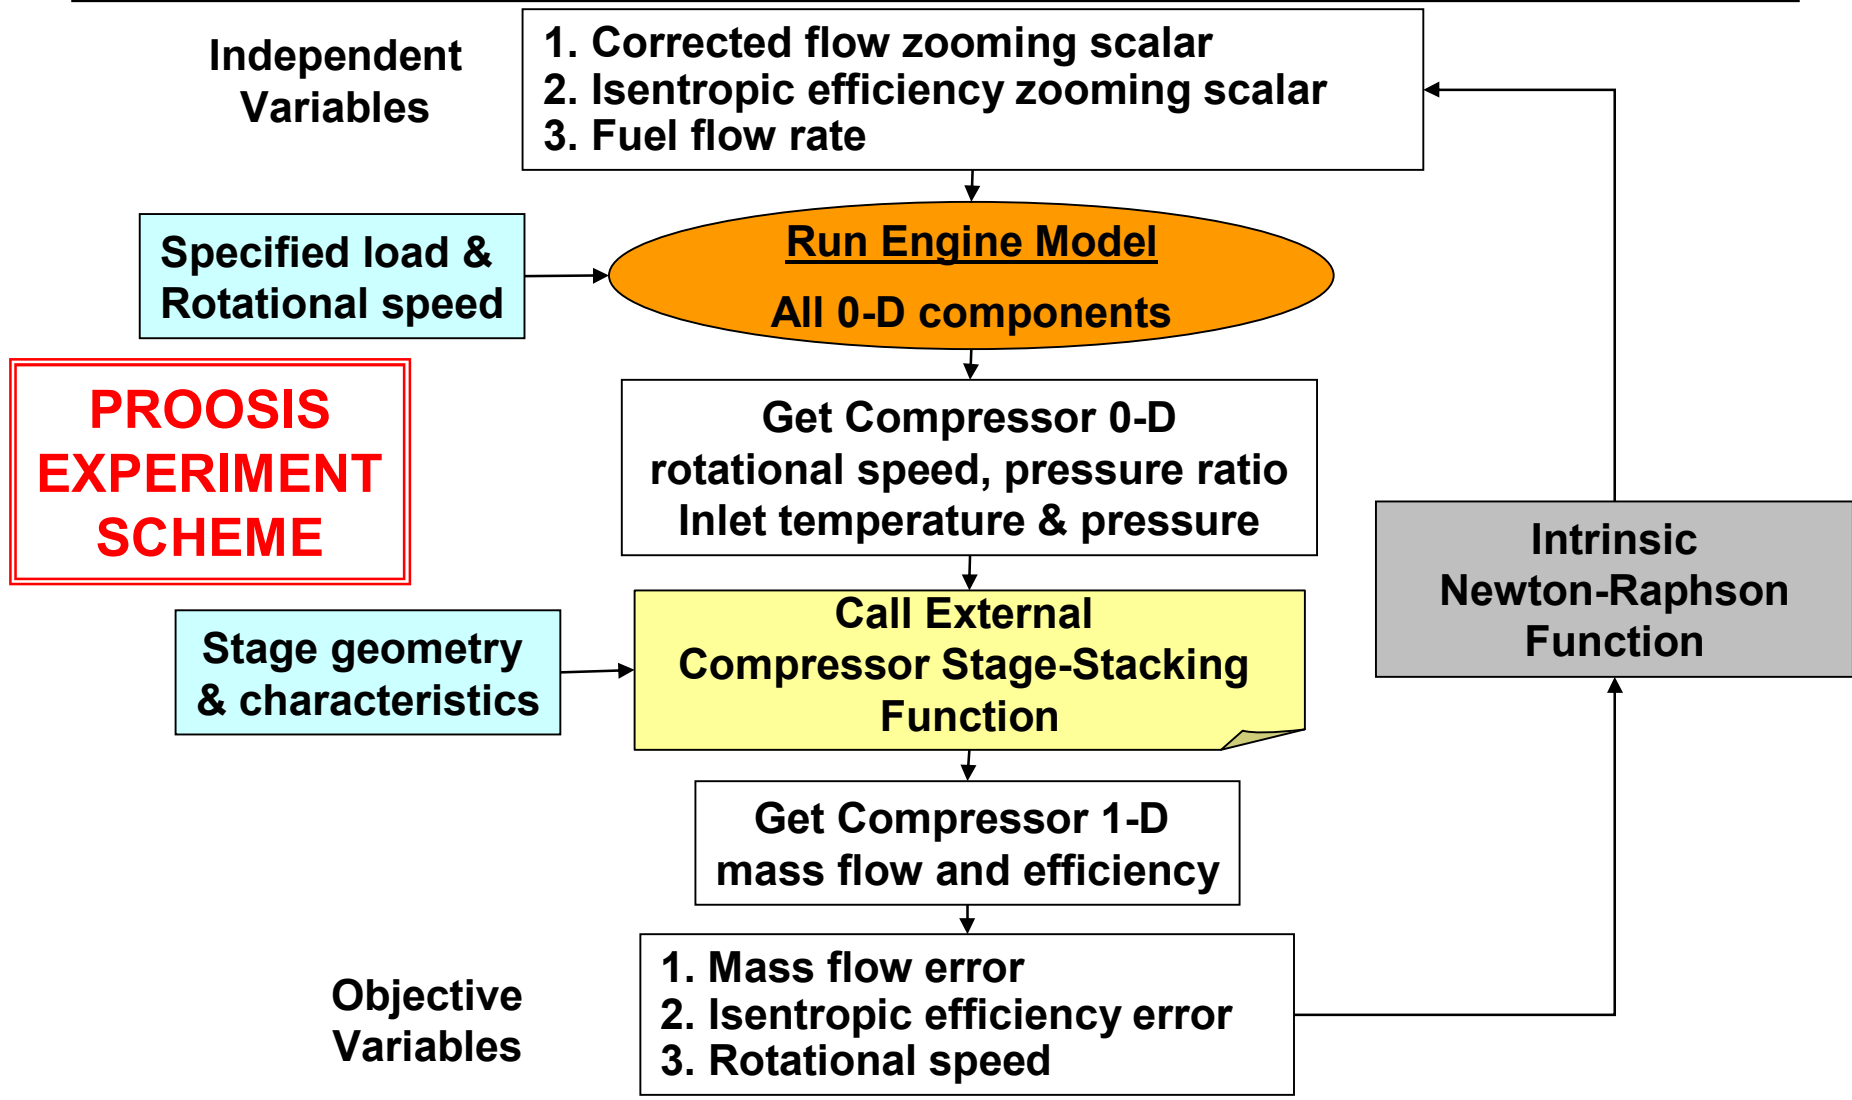 Independent
Variables
1. Corrected flow zooming scalar
2. Isentropic efficiency zooming scalar
3. Fuel flow rate
Specified load &
Rotational speed
Run Engine Model
All 0-D components
PROOSIS
EXPERIMENT
SCHEME
Get Compressor 0-D
rotational speed, pressure ratio
Inlet temperature & pressure
Intrinsic
Newton-Raphson
Function
Stage geometry
& characteristics
Call External
Compressor Stage-Stacking
Function
Get Compressor 1-D
mass flow and efficiency
Objective
Variables
1. Mass flow error
2. Isentropic efficiency error
3. Rotational speed